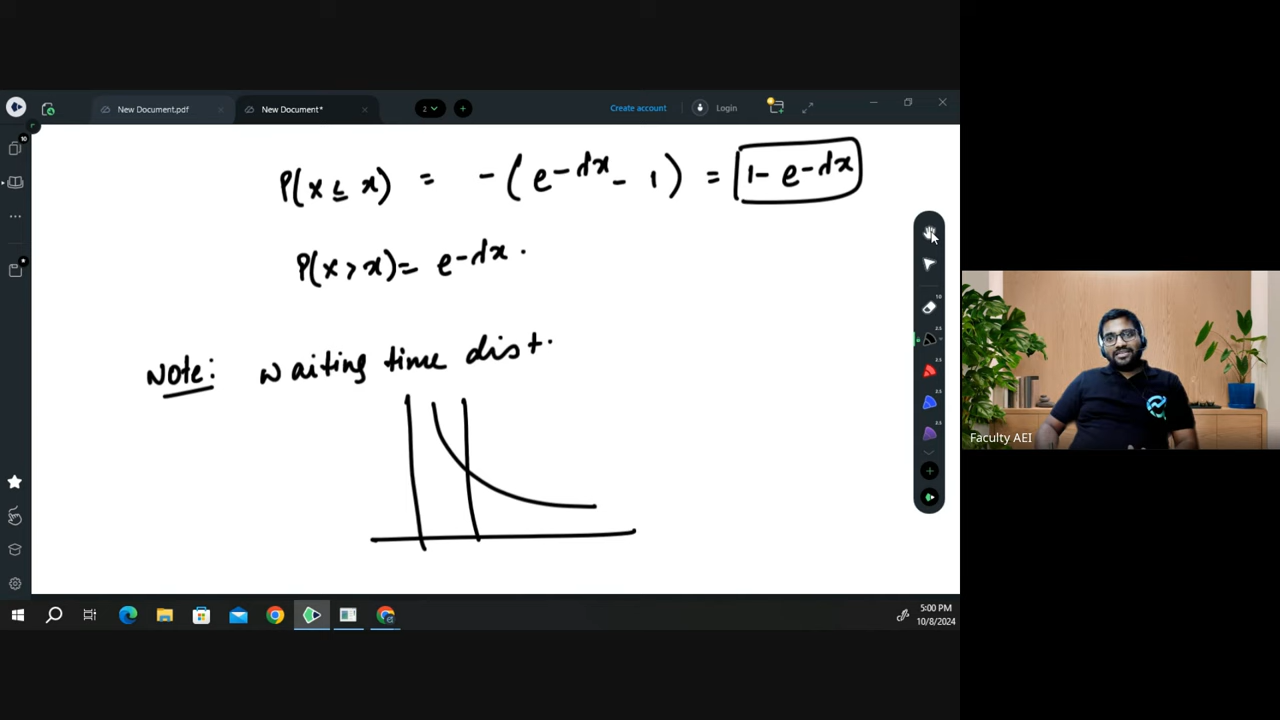 New Document.pdf
New Document*
2
Create account
Login
P(x ≤ x) = -(e-λx - 1) = 1 - e-λx
P(x > x) = e-λx .
Note: waiting time dist.
Faculty AEI
5:00 PM
10/8/2024